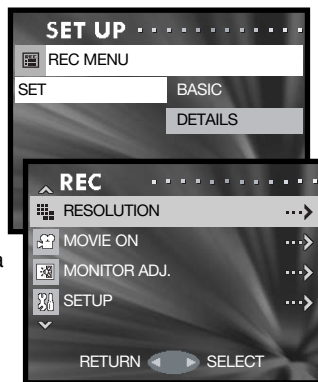 SET UP
REC MENU
SET BASIC
DETAILS
REC
RESOLUTION
a MOVIE ON
MONITOR ADJ.
SETUP
RETURN SELECT